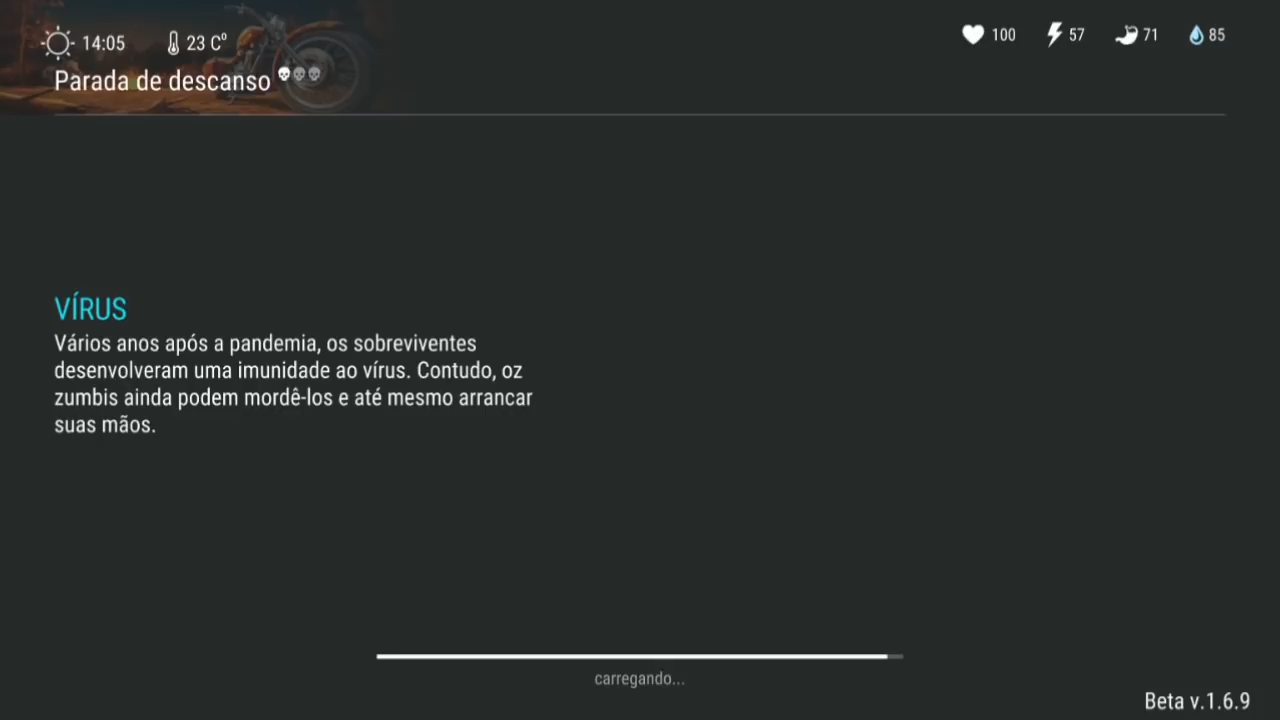 14:05
23 C°
100
57
71
85
Parada de descanso
VÍRUS
Vários anos após a pandemia, os sobreviventes
desenvolveram uma imunidade ao vírus. Contudo, oz
zumbis ainda podem mordê-los e até mesmo arrancar
suas mãos.
carregando...
Beta v.1.6.9